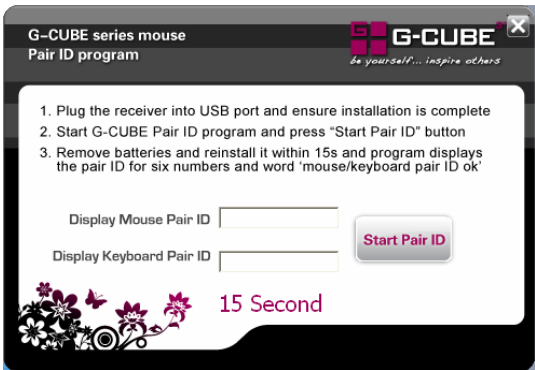 G-CUBE series mouse
Pair ID program
G-CUBE
be yourself... inspire others
1. Plug the receiver into USB port and ensure installation is complete
2. Start G-CUBE Pair ID program and press “Start Pair ID” button
3. Remove batteries and reinstall it within 15s and program displays
the pair ID for six numbers and word ‘mouse/keyboard pair ID ok’
Display Mouse Pair ID
Start Pair ID
Display Keyboard Pair ID
15 Second